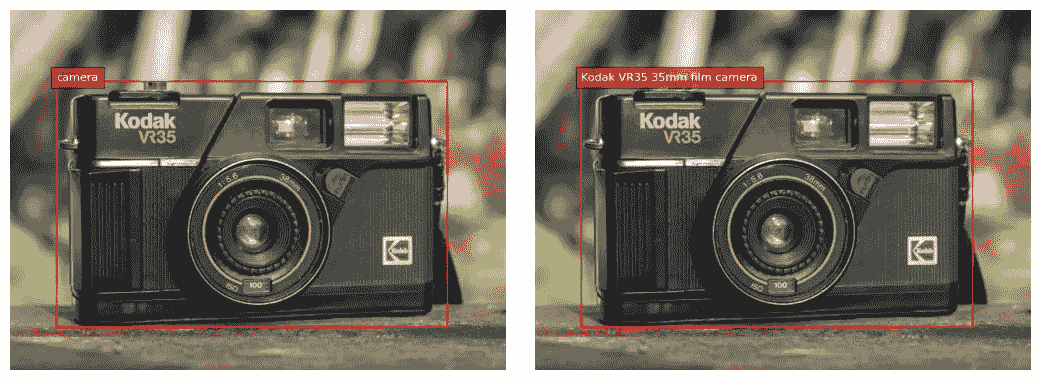 camera
Kodak
VR35
1:5.6 38mm
ISO 100
Kodak VR35 35mm film camera
Kodak
VR35
1:5.6 38mm
ISO 100